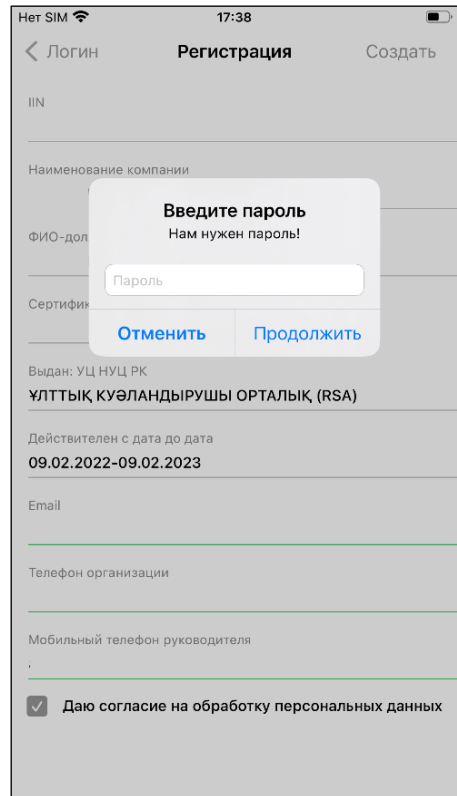 Нет SIM 17:38
Логин Регистрация Создать
IIN
Наименование компании
Введите пароль
Нам нужен пароль!
ФИО-дол
Пароль
Сертифик
Отменить Продолжить
Выдан: УЦ НУЦ РК
ҰЛТТЫҚ КУӘЛАНДЫРУШЫ ОРТАЛЫҚ (RSA)
Действителен с дата до дата
09.02.2022-09.02.2023
Email
Телефон организации
Мобильный телефон руководителя
Даю согласие на обработку персональных данных